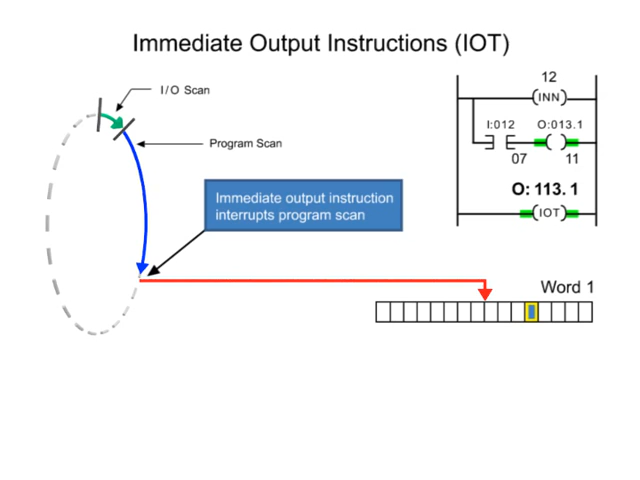 Immediate Output Instructions (IOT)
I/O Scan
Program Scan
Immediate output instruction
interrupts program scan
12
(INN)
I:012 O:013.1
07 11
O: 113. 1
(IOT)
Word 1